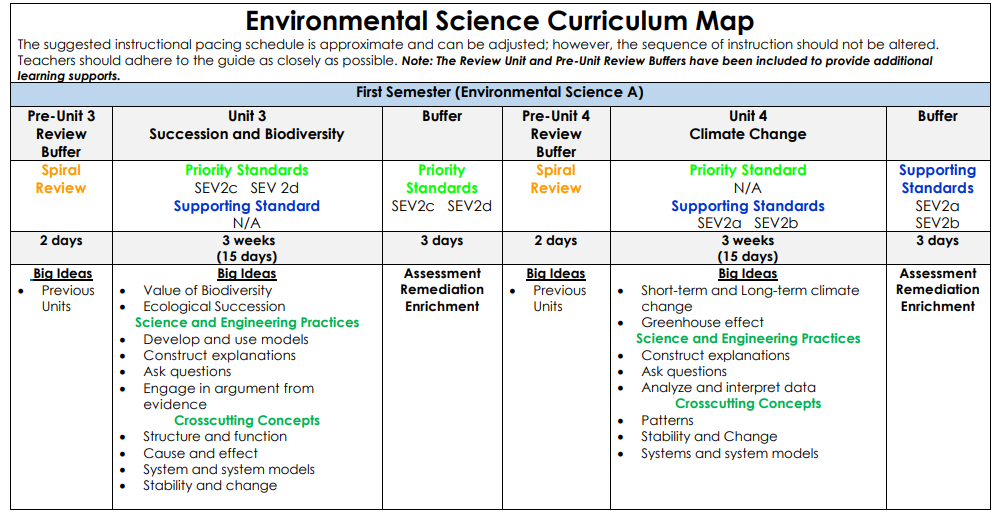 Environmental Science Curriculum Map
The suggested instructional pacing schedule is approximate and can be adjusted; however, the sequence of instruction should not be altered.
Teachers should adhere to the guide as closely as possible. Note: The Review Unit and Pre-Unit Review Buffers have been included to provide additional
learning supports.
First Semester (Environmental Science A)
Pre-Unit 3
Review
Buffer
Unit 3
Succession and Biodiversity
Buffer
Pre-Unit 4
Review
Buffer
Unit 4
Climate Change
Buffer
Spiral
Review
Priority Standards
SEV2c SEV 2d
Supporting Standard
N/A
Priority
Standards
SEV2c SEV2d
Spiral
Review
Priority Standard
N/A
Supporting Standards
SEV2a SEV2b
Supporting
Standards
SEV2a
SEV2b
2 days
3 weeks
(15 days)
3 days
2 days
3 weeks
(15 days)
3 days
Big Ideas
• Previous
Units
Big Ideas
• Value of Biodiversity
• Ecological Succession
Science and Engineering Practices
• Develop and use models
• Construct explanations
• Ask questions
• Engage in argument from
evidence
Crosscutting Concepts
• Structure and function
• Cause and effect
• System and system models
• Stability and change
Assessment
Remediation
Enrichment
Big Ideas
• Previous
Units
Big Ideas
• Short-term and Long-term climate
change
• Greenhouse effect
Science and Engineering Practices
• Construct explanations
• Ask questions
• Analyze and interpret data
Crosscutting Concepts
• Patterns
• Stability and Change
• Systems and system models
Assessment
Remediation
Enrichment